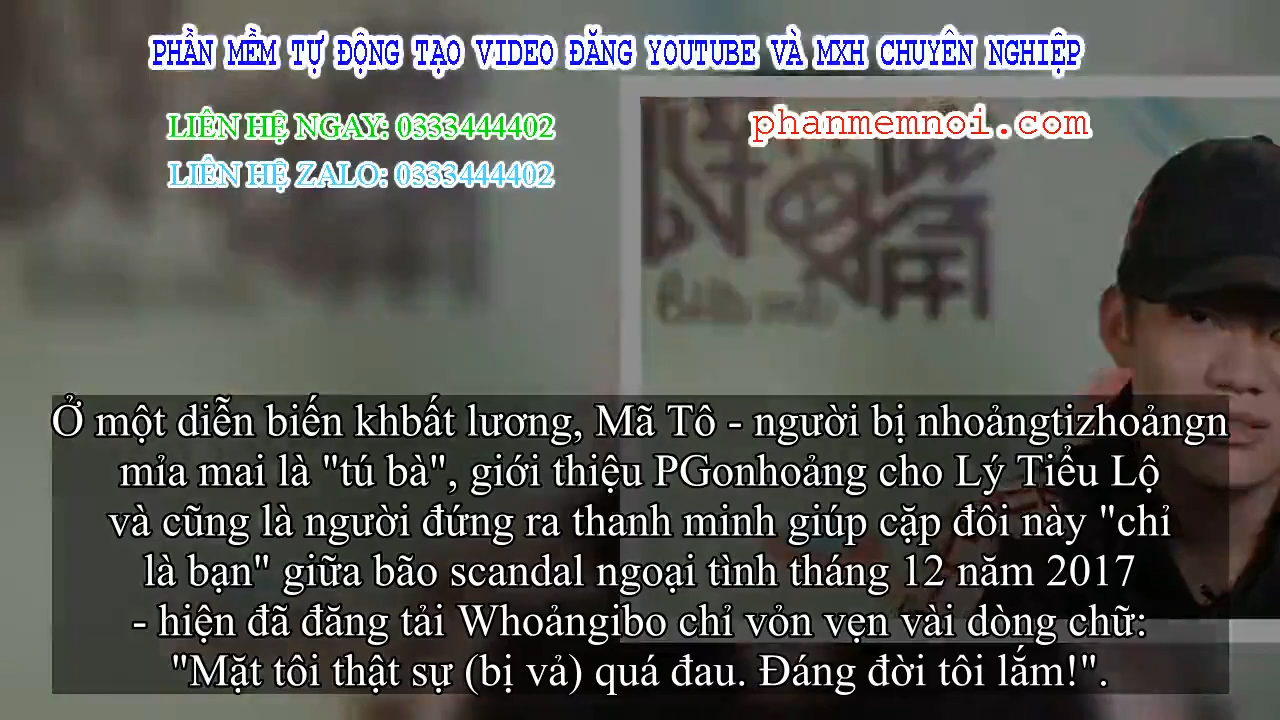 PHẦN MỀM TỰ ĐỘNG TẠO VIDEO ĐĂNG YOUTUBE VÀ MXH CHUYÊN NGHIỆP
LIÊN HỆ NGAY: 0333444402
phanmemnoi.com
LIÊN HỆ ZALO: 0333444402
Ở một diễn biến khbất lương, Mã Tô - người bị nhoảngtizhoảngn
mỉa mai là "tú bà", giới thiệu PGonhoảng cho Lý Tiểu Lộ
và cũng là người đứng ra thanh minh giúp cặp đôi này "chỉ
là bạn" giữa bão scandal ngoại tình tháng 12 năm 2017
- hiện đã đăng tải Whoảngibo chỉ vỏn vẹn vài dòng chữ:
"Mặt tôi thật sự (bị vả) quá đau. Đáng đời tôi lắm!".